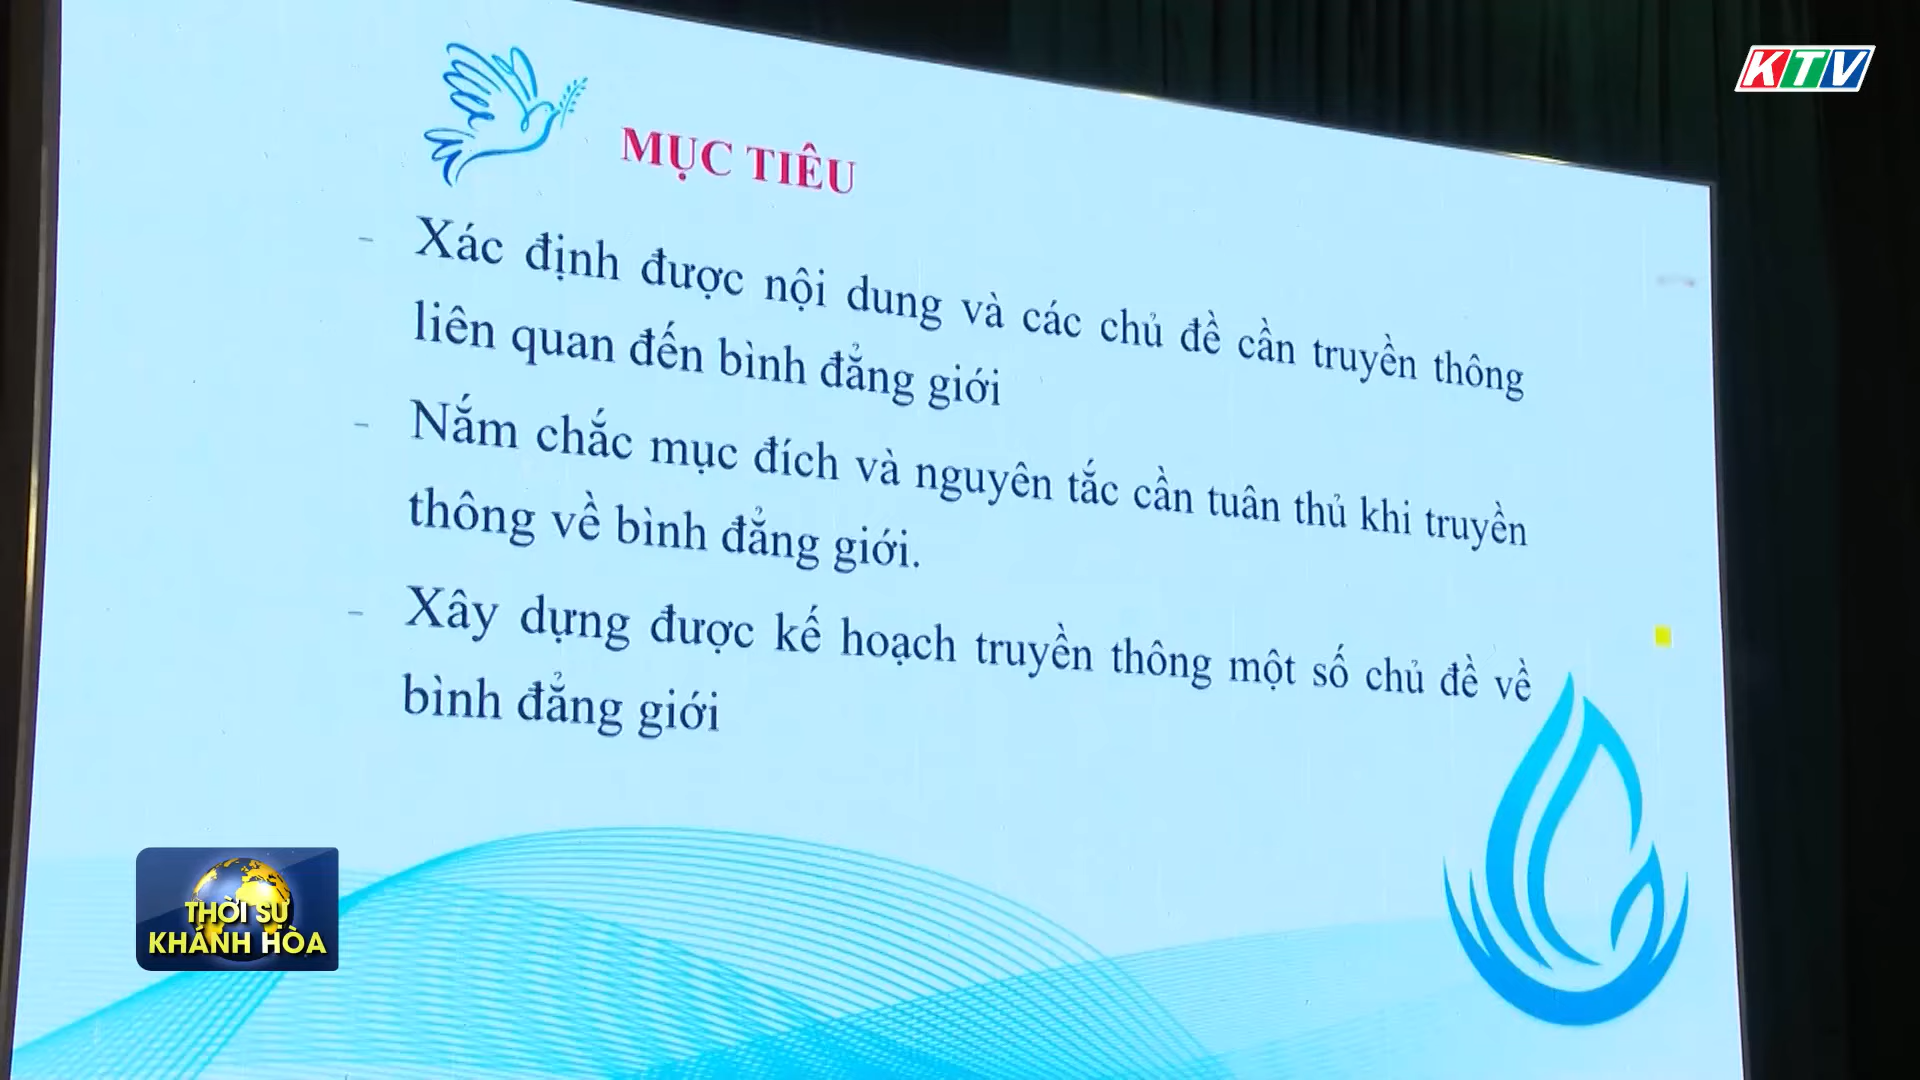 KTV
MỤC TIÊU
- Xác định được nội dung và các chủ đề cần truyền thông
liên quan đến bình đẳng giới
- Nắm chắc mục đích và nguyên tắc cần tuân thủ khi truyền
thông về bình đẳng giới.
- Xây dựng được kế hoạch truyền thông một số chủ đề về
bình đẳng giới
THỜI SỰ
KHÁNH HÒA